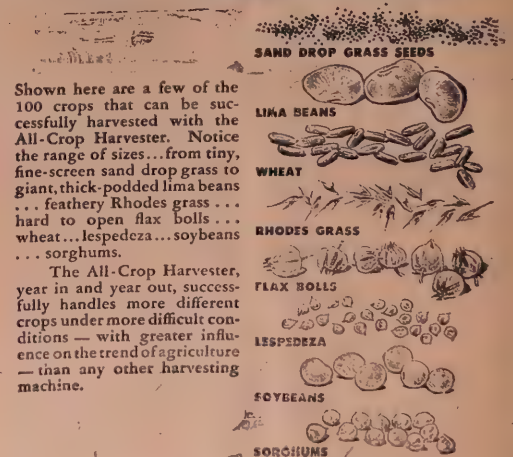 Shown here are a few of the
100 crops that can be suc-
cessfully harvested with the
All-Crop Harvester. Notice
the range of sizes...from tiny,
fine-screen sand drop grass to
giant, thick-podded lima beans
... feathery Rhodes grass ...
hard to open flax bolls ...
wheat...lespedeza...soybeans
... sorghums.
The All-Crop Harvester,
year in and year out, success-
fully handles more different
crops under more difficult con-
ditions — with greater influ-
ence on the trend of agriculture
— than any other harvesting
machine.
SAND DROP GRASS SEEDS
LIMA BEANS
WHEAT
RHODES GRASS
FLAX BOLLS
LESPEDEZA
SOYBEANS
SORGHUMS